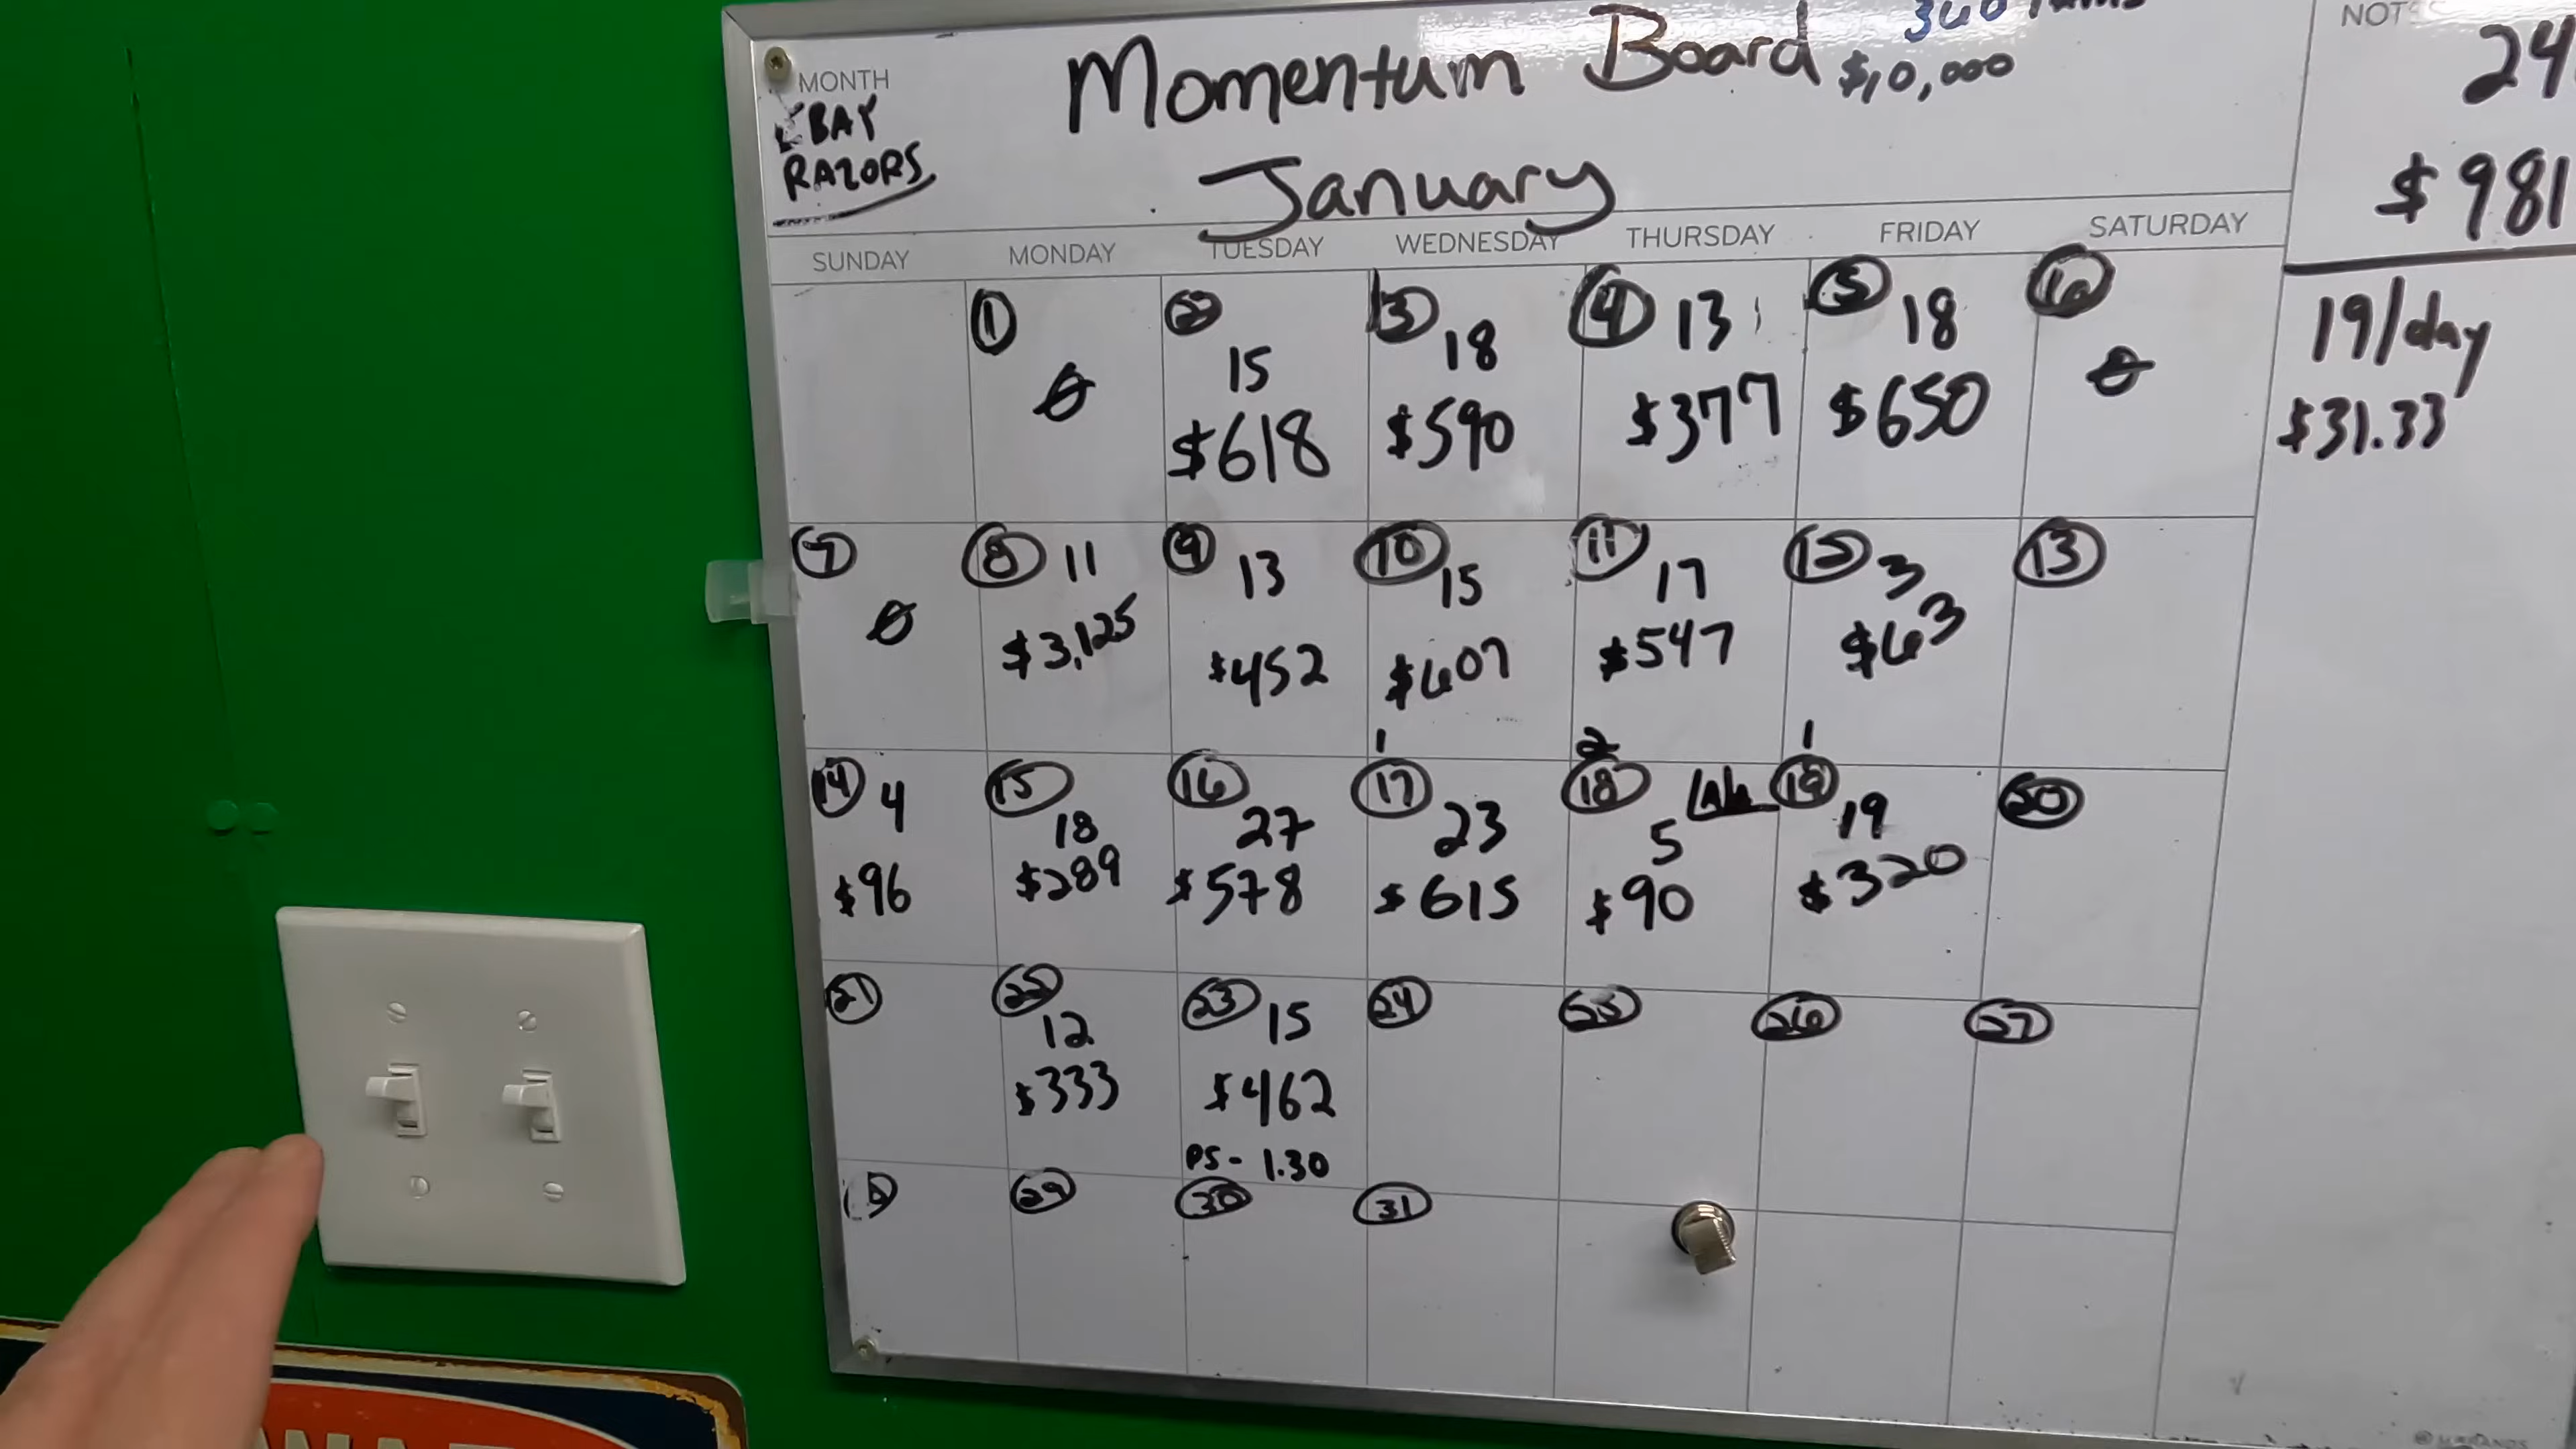 MONTH
EBAY
RAZORS
Momentum Board
$10,000
January
SUNDAY MONDAY TUESDAY WEDNESDAY THURSDAY FRIDAY SATURDAY
1 Ø
2 15 $618
3 18 $590
4 13 $377
5 18 $650
6 Ø
7 Ø
8 11 $3,125
9 13 $452
10 15 $607
11 17 $547
12 3 $63
13
14 4 $96
15 18 $289
16 27 $578
1
17 23 $615
2
18 5 $90
1
19 19 $320
20
21
22 12 $333
23 15 $462
PS - 1.30
24
25
26
27
29
30
31
24
$981
19/day
$31.33